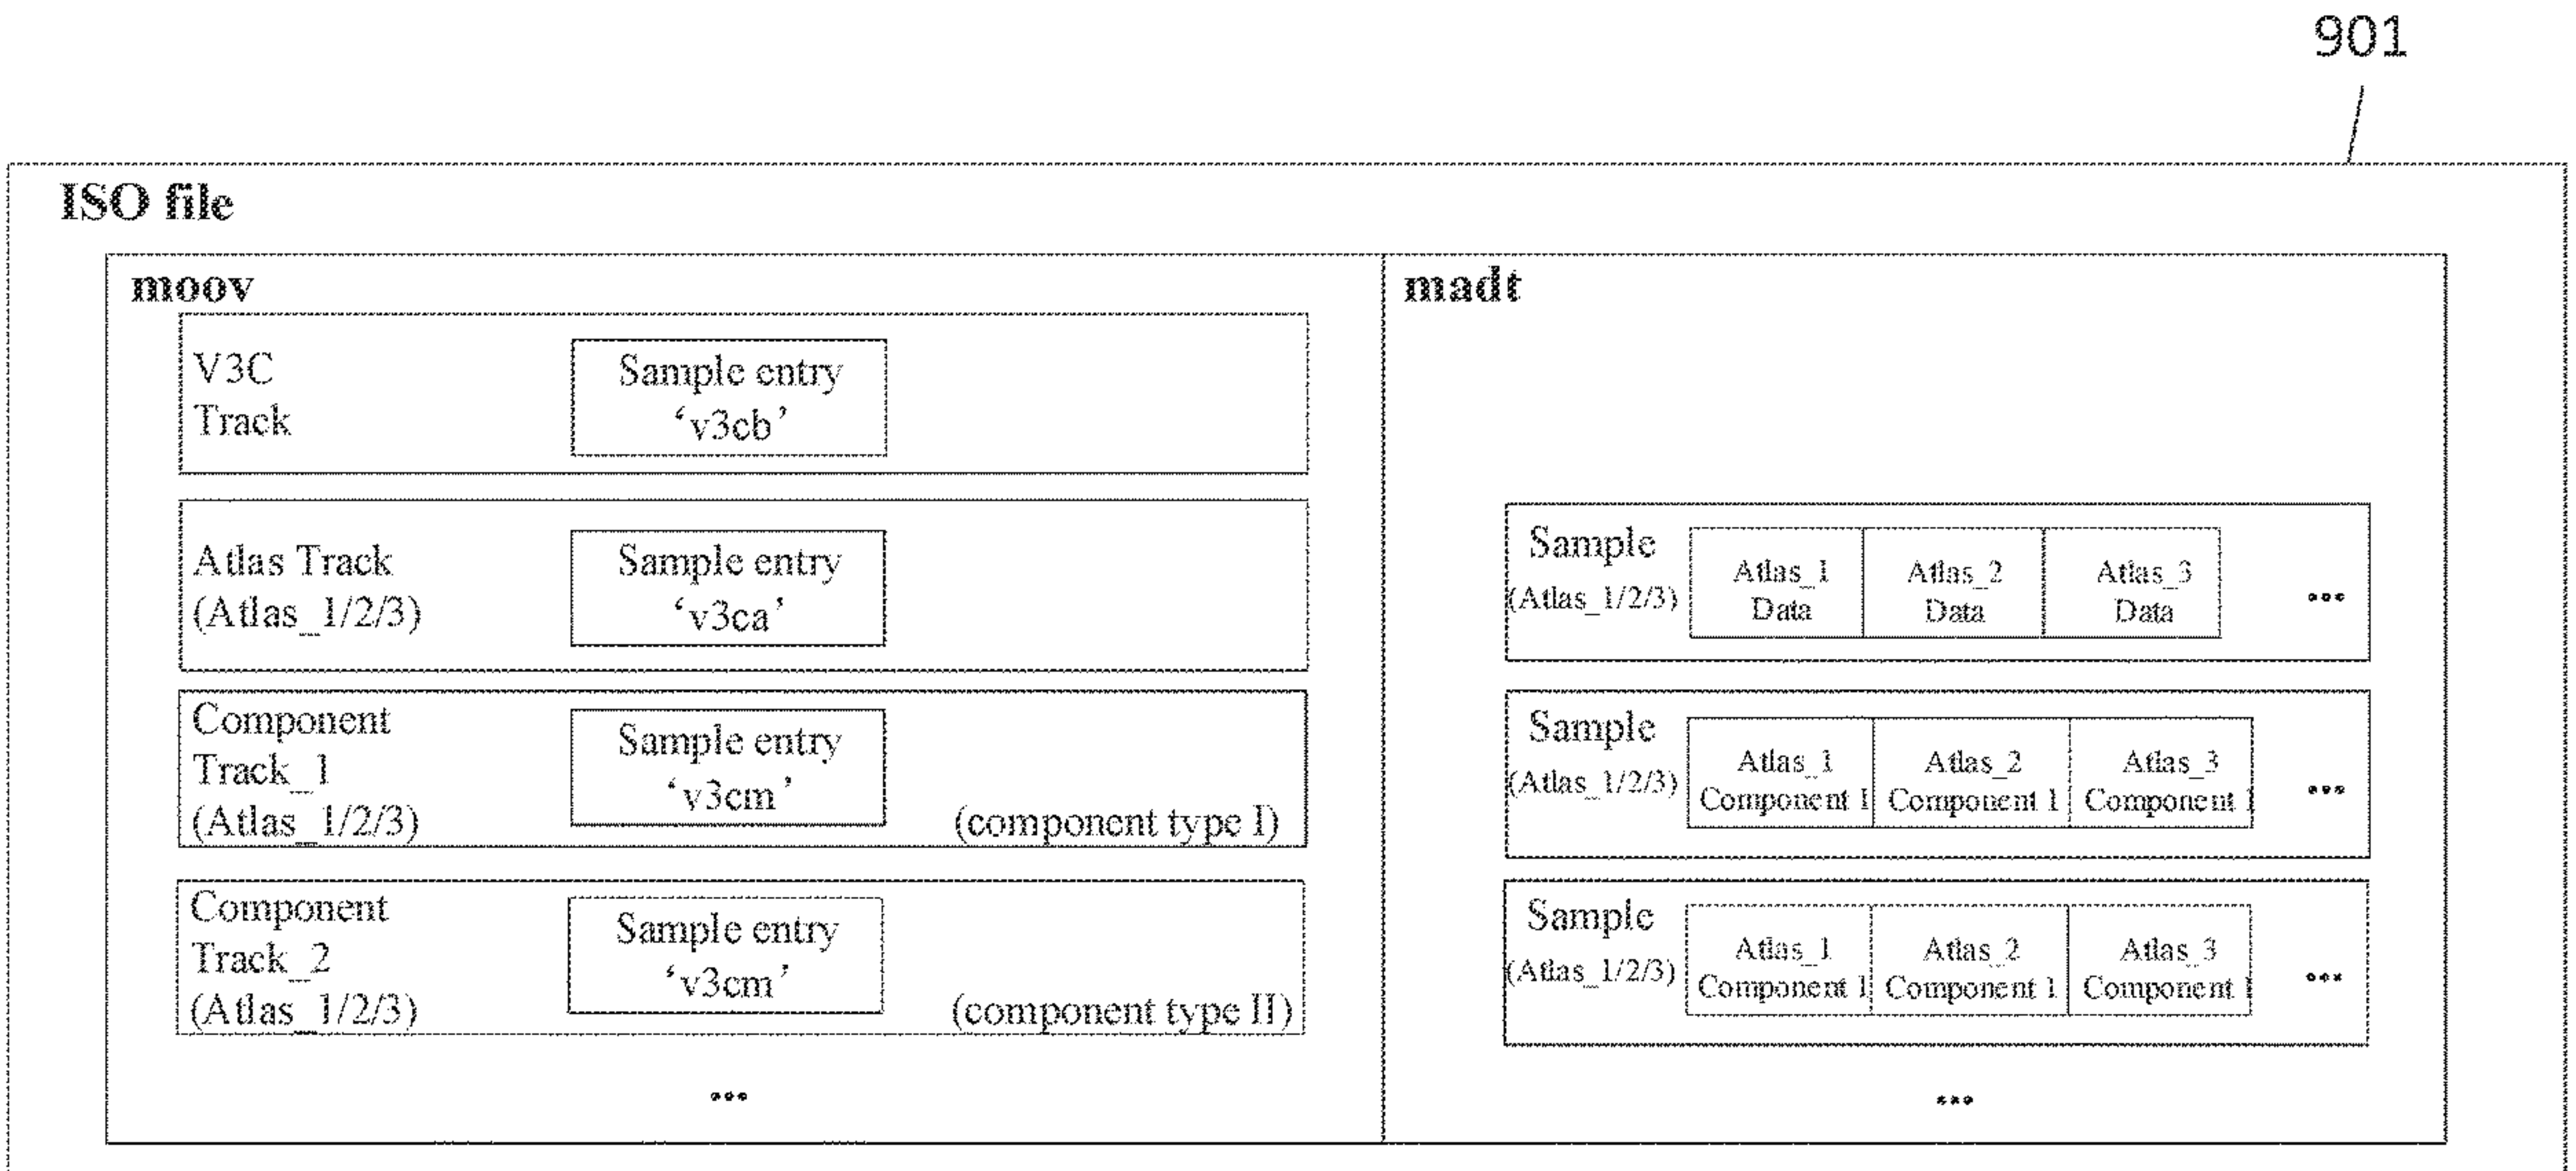 901
ISO file
moov
V3C
Track
Sample entry
‘v3cb’
Atlas Track
(Atlas_1/2/3)
Sample entry
‘v3ca’
Component
Track_1
(Atlas_1/2/3)
Sample entry
‘v3cm’
(component type I)
Component
Track_2
(Atlas_1/2/3)
Sample entry
‘v3cm’
(component type II)
...
madt
Sample
(Atlas_1/2/3)
Atlas_1
Data
Atlas_2
Data
Atlas_3
Data
...
Sample
(Atlas_1/2/3)
Atlas_1
Component 1
Atlas_2
Component 1
Atlas_3
Component 1
...
Sample
(Atlas_1/2/3)
Atlas_1
Component 1
Atlas_2
Component 1
Atlas_3
Component 1
...
...